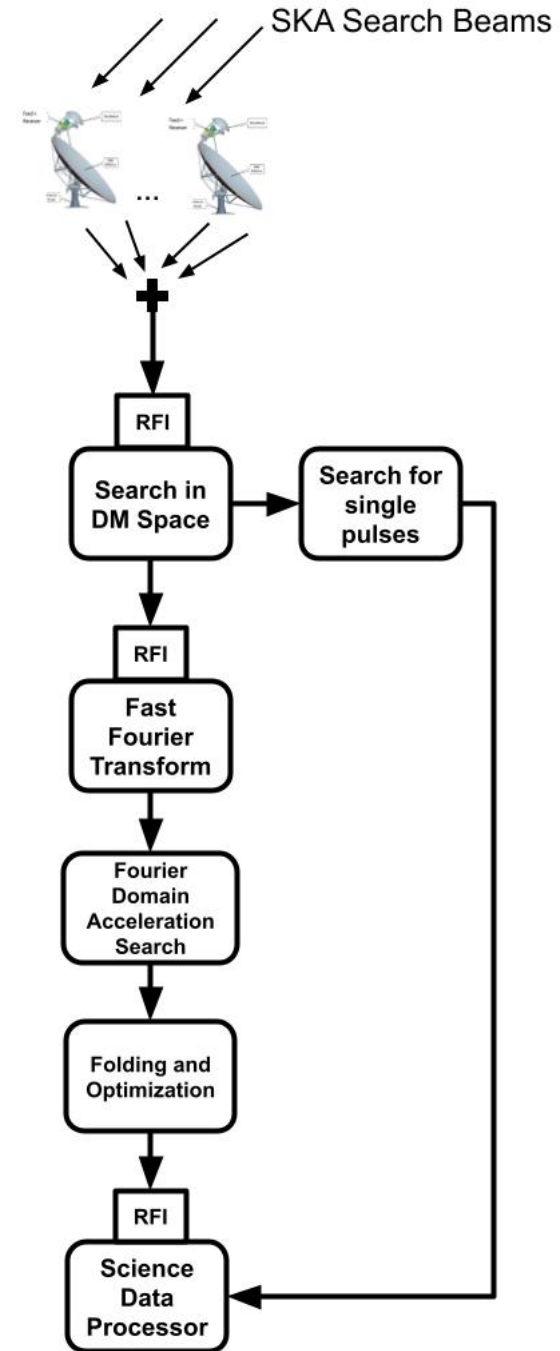 SKA Search Beams
...
RFI
Search in
DM Space
Search for
single
pulses
RFI
Fast
Fourier
Transform
Fourier
Domain
Acceleration
Search
Folding and
Optimization
RFI
Science
Data
Processor